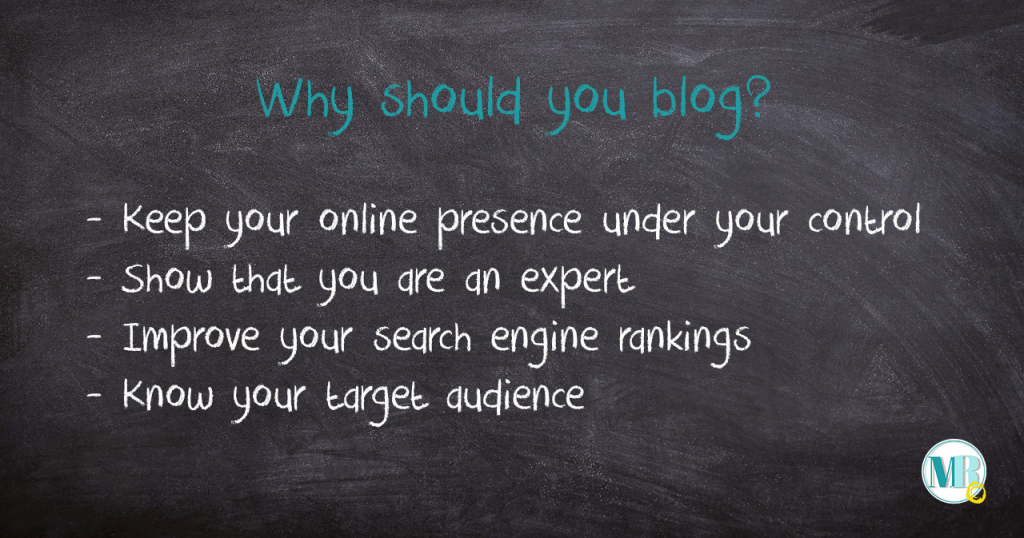 Why should you blog?
- Keep your online presence under your control
- Show that you are an expert
- Improve your search engine rankings
- Know your target audience
MR